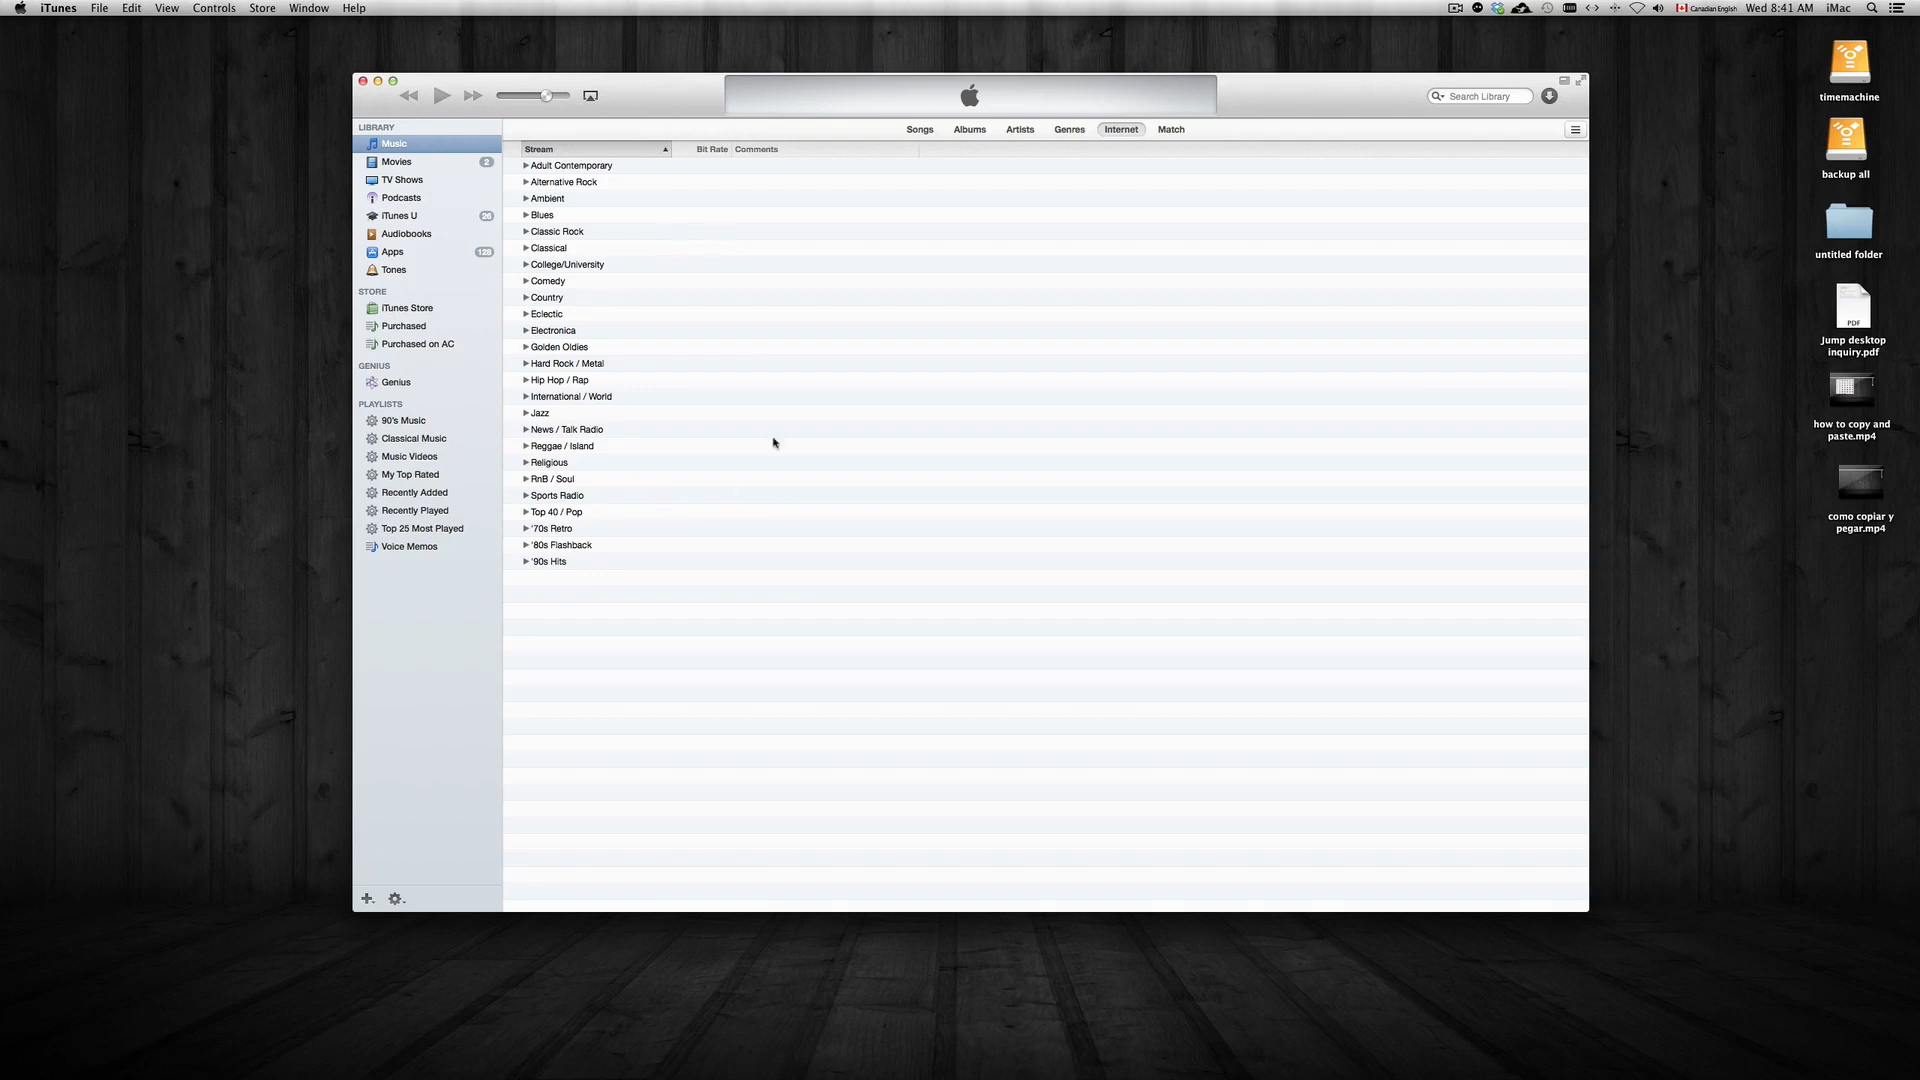 iTunes File Edit View Controls Store Window Help
Canadian English Wed 8:41 AM iMac
Search Library
LIBRARY
Music
Movies 2
TV Shows
Podcasts
iTunes U 26
Audiobooks
Apps 128
Tones
STORE
iTunes Store
Purchased
Purchased on AC
GENIUS
Genius
PLAYLISTS
90's Music
Classical Music
Music Videos
My Top Rated
Recently Added
Recently Played
Top 25 Most Played
Voice Memos
Songs Albums Artists Genres Internet Match
Stream Bit Rate Comments
Adult Contemporary
Alternative Rock
Ambient
Blues
Classic Rock
Classical
College/University
Comedy
Country
Eclectic
Electronica
Golden Oldies
Hard Rock / Metal
Hip Hop / Rap
International / World
Jazz
News / Talk Radio
Reggae / Island
Religious
RnB / Soul
Sports Radio
Top 40 / Pop
'70s Retro
'80s Flashback
'90s Hits
timemachine
backup all
untitled folder
PDF
Jump desktop
inquiry.pdf
how to copy and
paste.mp4
como copiar y
pegar.mp4